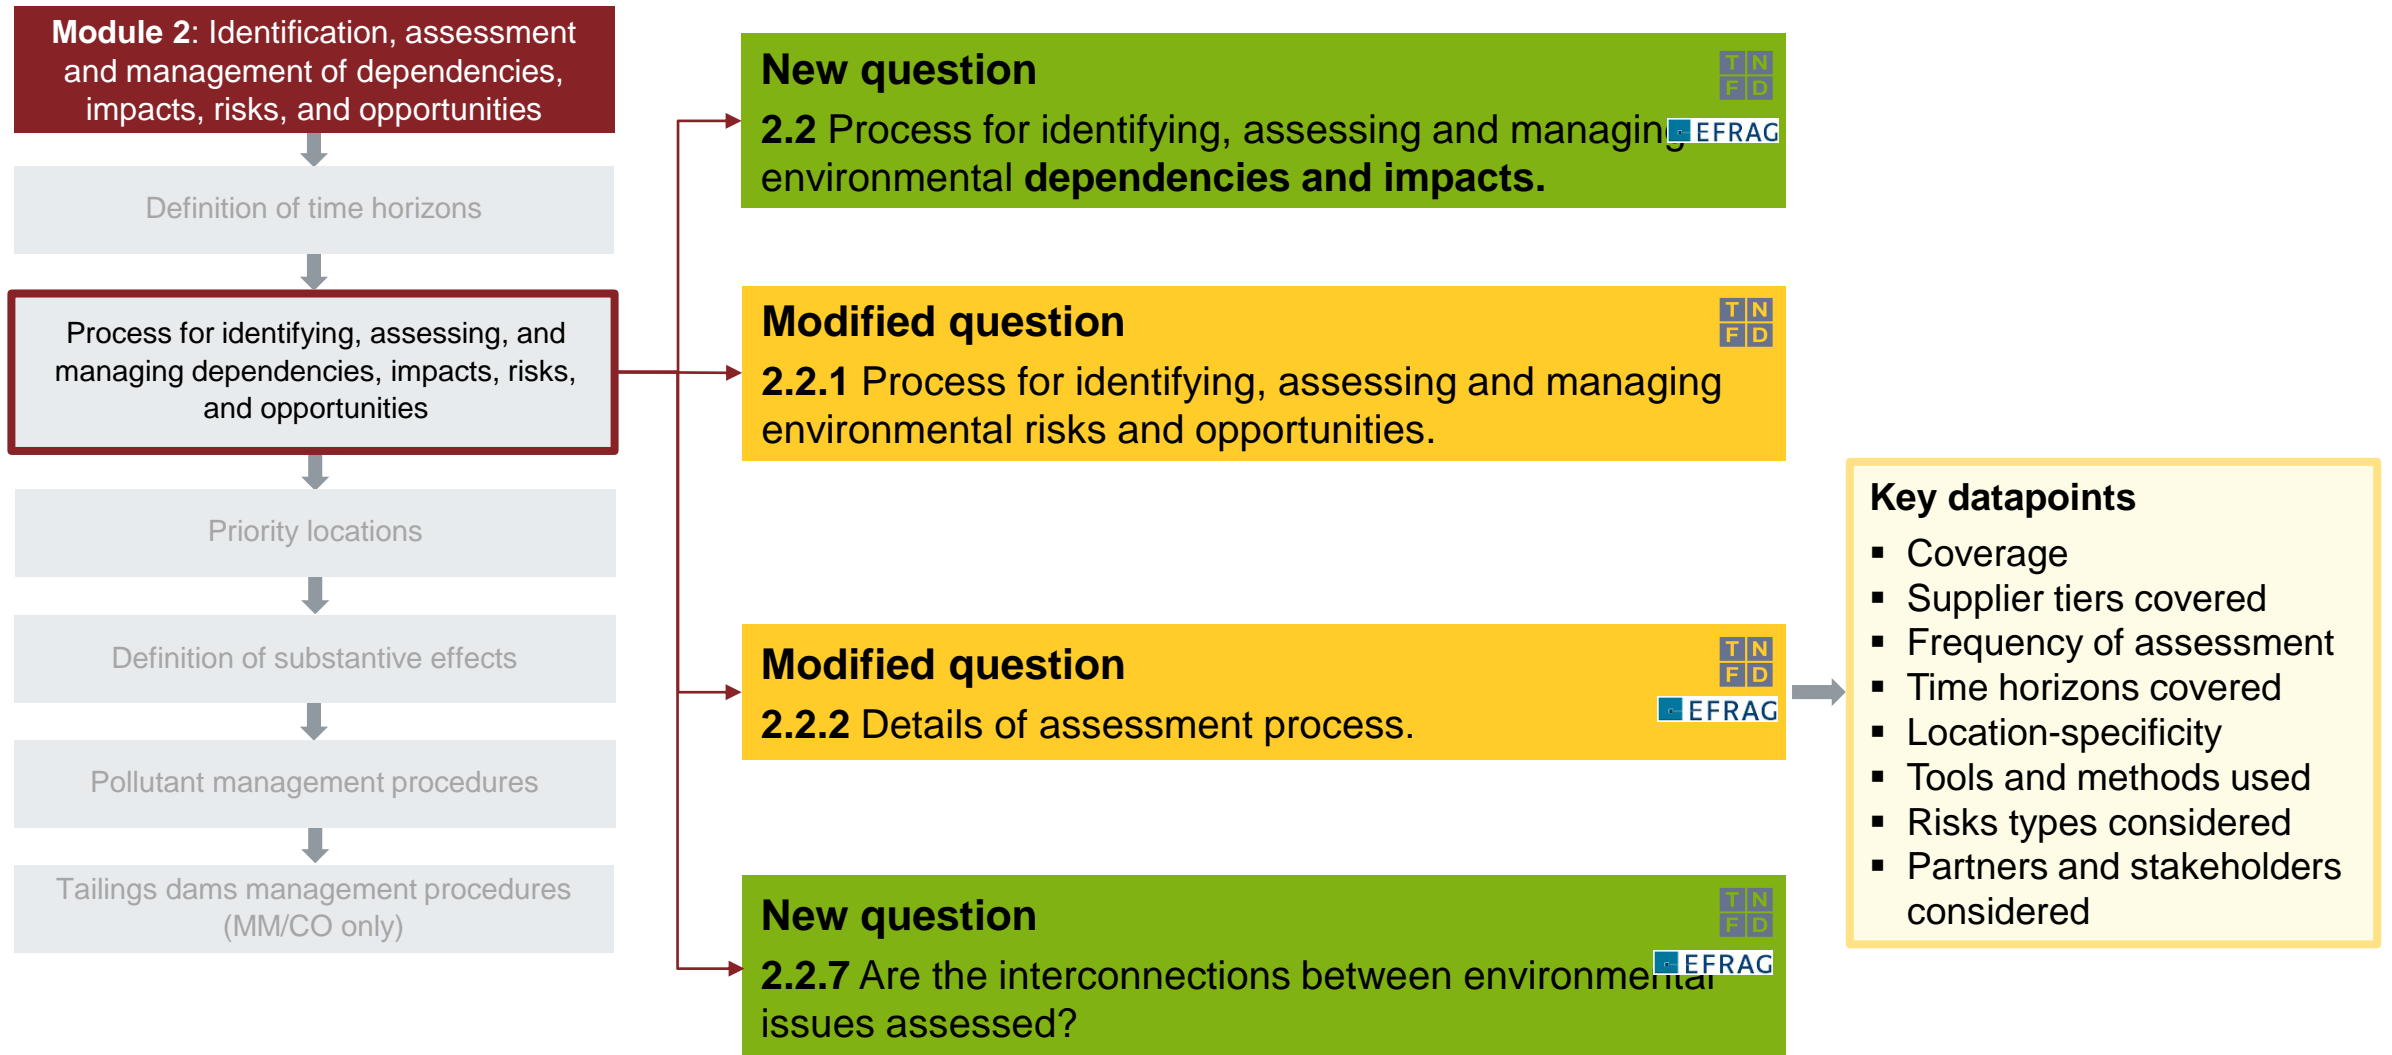 Module 2: Identification, assessment
and management of dependencies,
impacts, risks, and opportunities
Definition of time horizons
Process for identifying, assessing, and
managing dependencies, impacts, risks,
and opportunities
Priority locations
Definition of substantive effects
Pollutant management procedures
Tailings dams management procedures
(MM/CO only)
New question
T N
F D
2.2 Process for identifying, assessing and managing
EFRAG
environmental dependencies and impacts.
Modified question
T N
F D
2.2.1 Process for identifying, assessing and managing
environmental risks and opportunities.
Modified question
T N
F D
EFRAG
2.2.2 Details of assessment process.
New question
T N
F D
EFRAG
2.2.7 Are the interconnections between environmental
issues assessed?
Key datapoints
▪ Coverage
▪ Supplier tiers covered
▪ Frequency of assessment
▪ Time horizons covered
▪ Location-specificity
▪ Tools and methods used
▪ Risks types considered
▪ Partners and stakeholders
considered